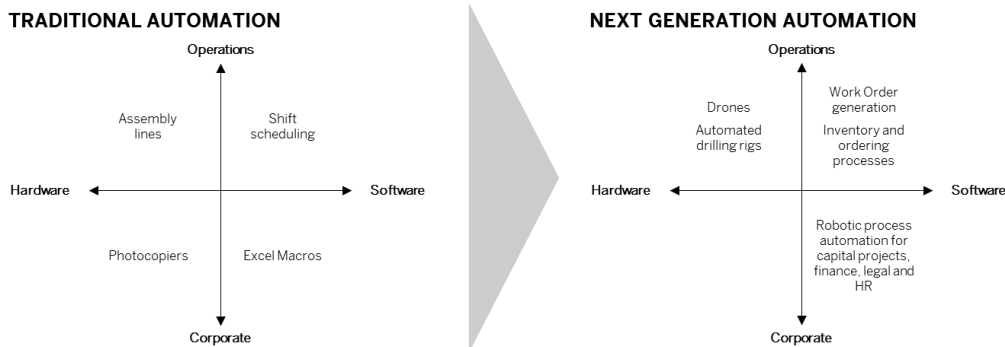 TRADITIONAL AUTOMATION
Operations
Assembly
lines
Shift
scheduling
Hardware
Software
Photocopiers
Excel Macros
Corporate
NEXT GENERATION AUTOMATION
Operations
Drones
Automated
drilling rigs
Work Order
generation
Inventory and
ordering
processes
Hardware
Software
Robotic process
automation for
capital projects,
finance, legal and
HR
Corporate